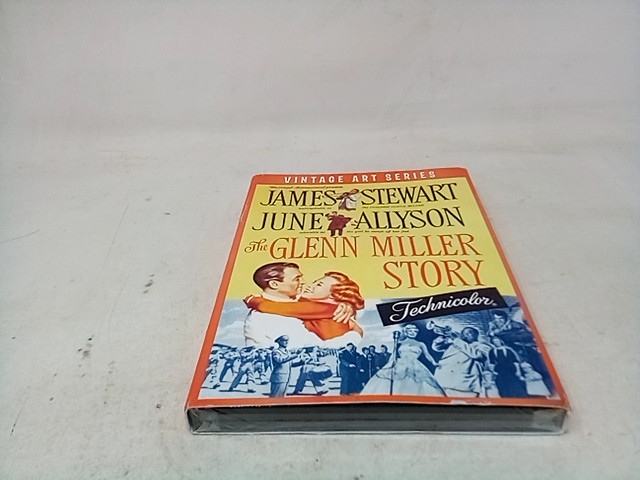 VINTAGE ART SERIES
JAMES STEWART
JUNE ALLYSON
The GLENN MILLER
STORY
Technicolor